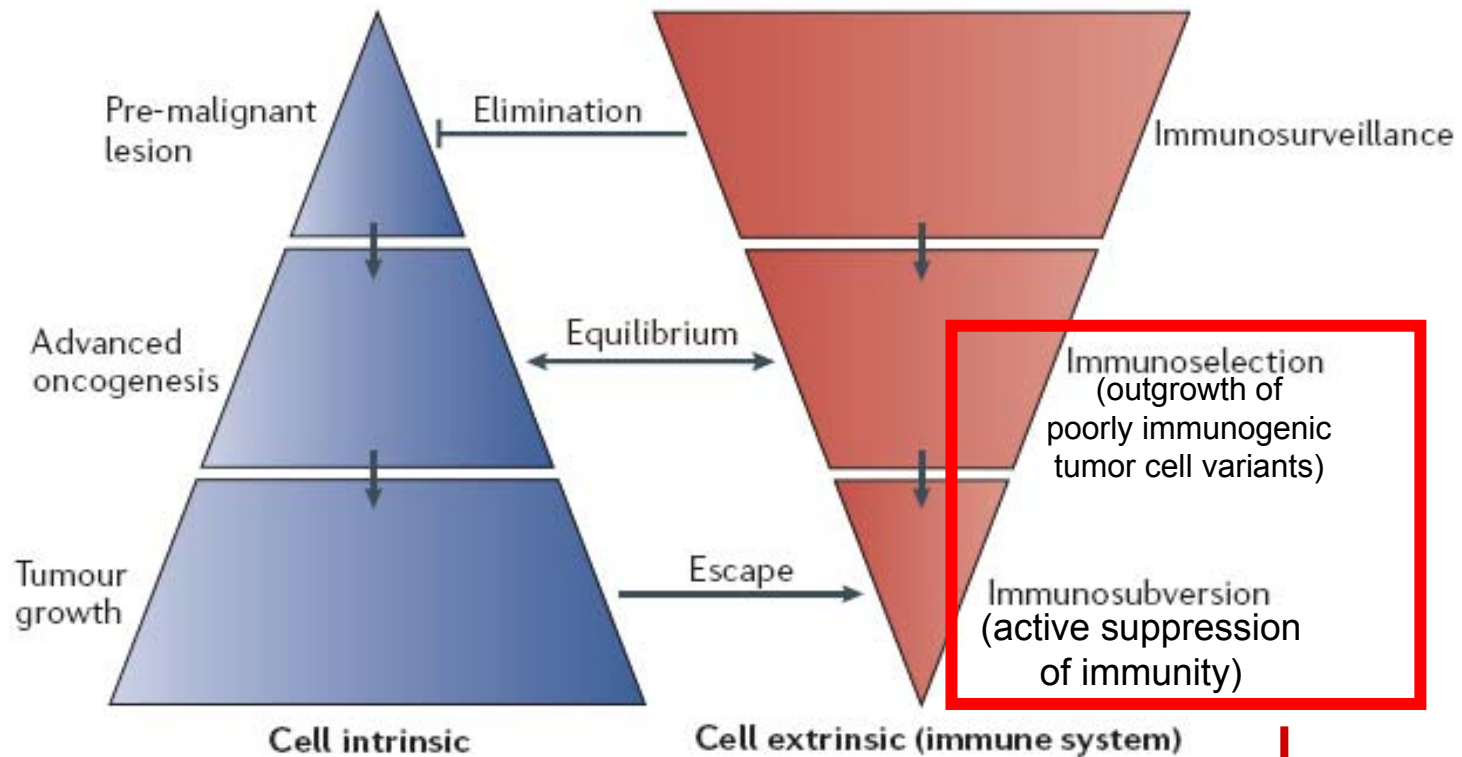 Pre-malignant
lesion
Elimination
Immunosurveillance
Advanced
oncogenesis
Equilibrium
Immunoselection
(outgrowth of
poorly immunogenic
tumor cell variants)
Tumour
growth
Escape
Immunosubversion
(active suppression
of immunity)
Cell intrinsic
Cell extrinsic (immune system)